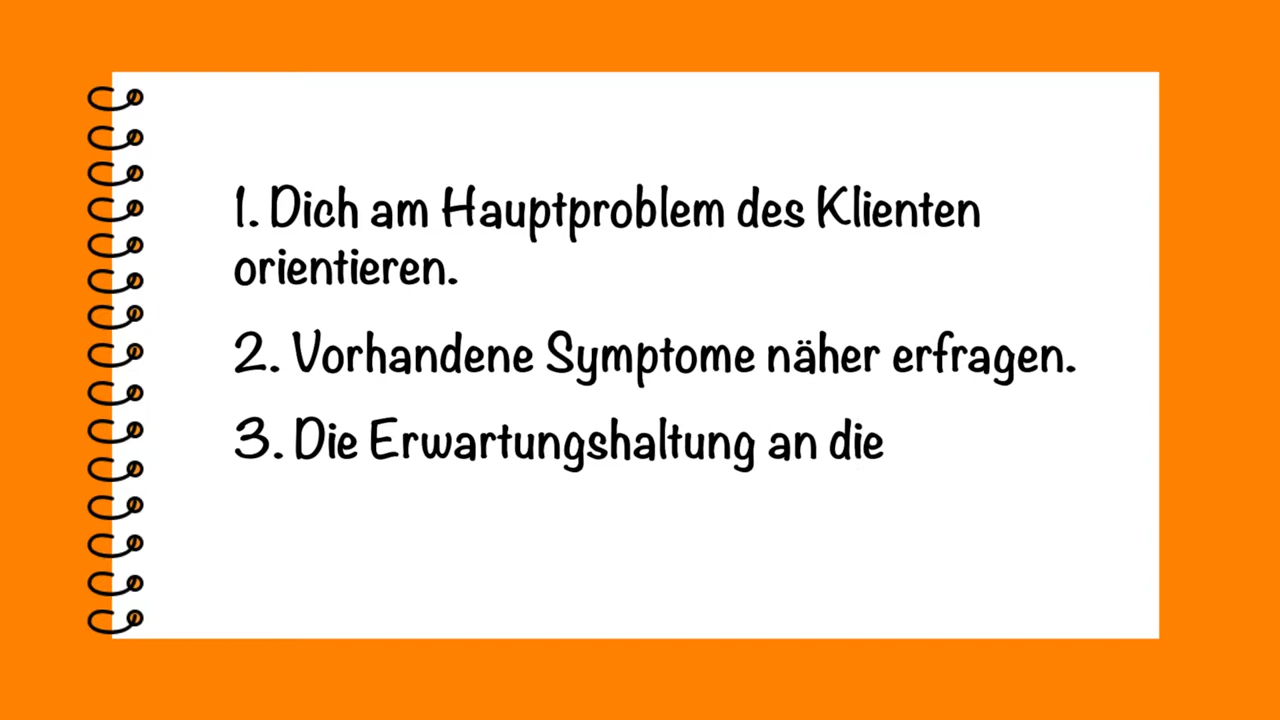 1. Dich am Hauptproblem des Klienten
orientieren.
2. Vorhandene Symptome näher erfragen.
3. Die Erwartungshaltung an die